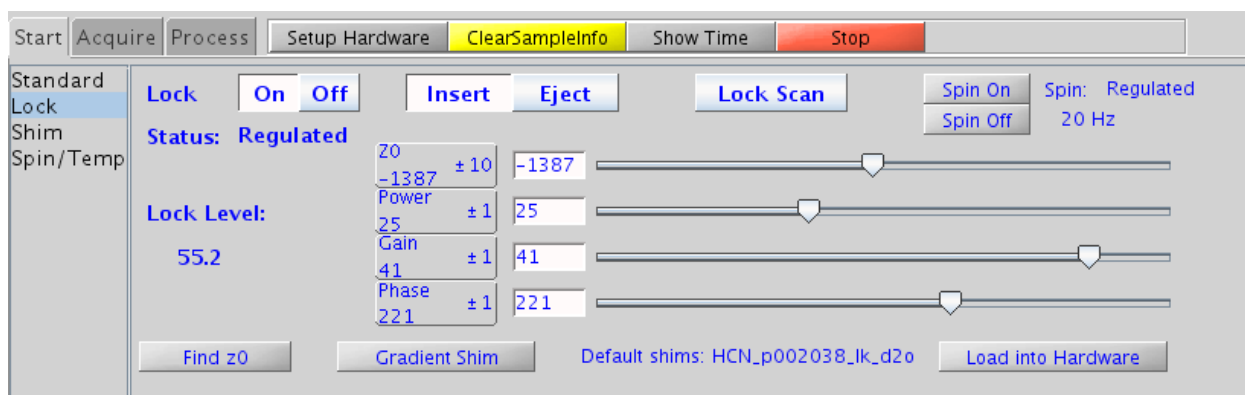 Start Acquire Process Setup Hardware ClearSampleInfo Show Time Stop
Standard
Lock
Shim
Spin/Temp
Lock On Off Insert Eject Lock Scan Spin On Spin: Regulated
Spin Off 20 Hz
Status: Regulated
Z0
-1387 ±10 -1387
Power
25 ±1 25
Lock Level:
55.2
Gain
41 ±1 41
Phase
221 ±1 221
Find z0 Gradient Shim Default shims: HCN_p002038_lk_d2o Load into Hardware